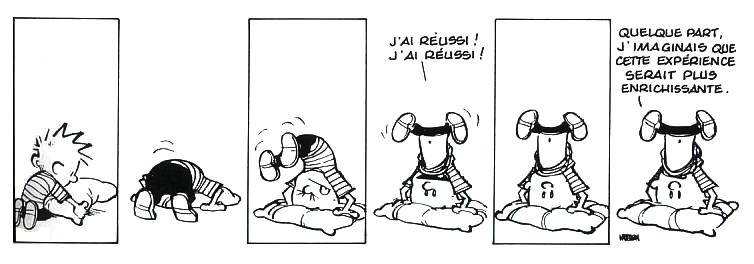 J'AI RÉUSSI !
J'AI RÉUSSI !
QUELQUE PART,
J'IMAGINAIS QUE
CETTE EXPÉRIENCE
SERAIT PLUS
ENRICHISSANTE.